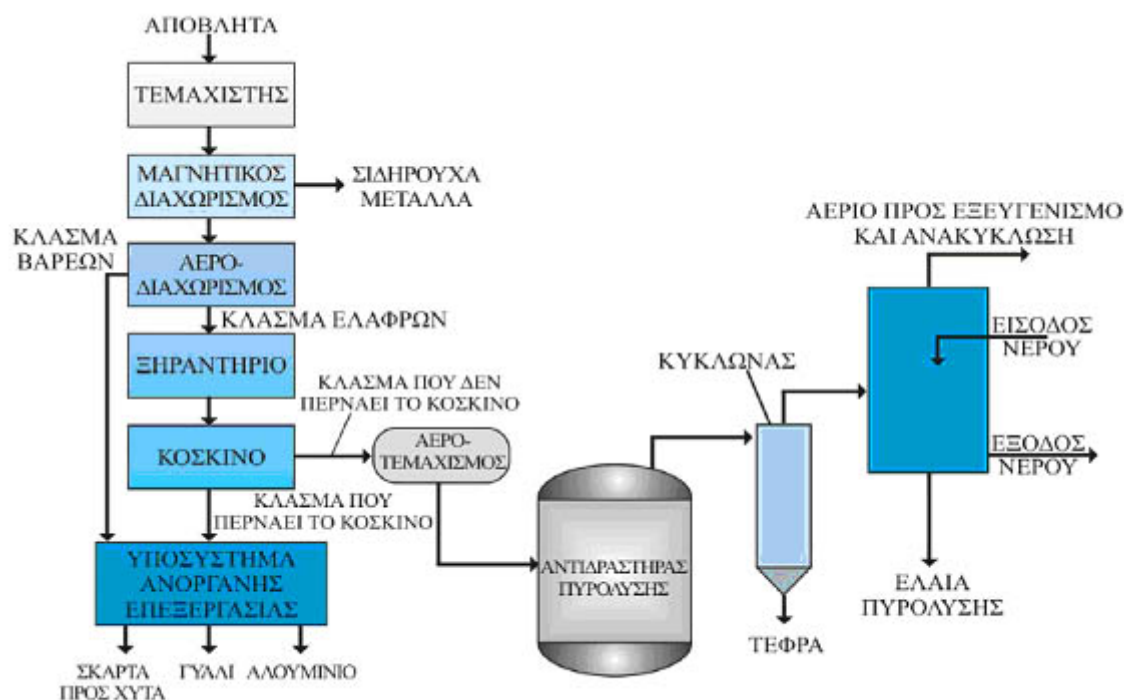 ΑΠΟΒΛΗΤΑ
ΤΕΜΑΧΙΣΤΗΣ
ΜΑΓΝΗΤΙΚΟΣ
ΔΙΑΧΩΡΙΣΜΟΣ
ΣΙΔΗΡΟΥΧΑ
ΜΕΤΑΛΛΑ
ΚΛΑΣΜΑ
ΒΑΡΕΩΝ
ΑΕΡΟ-
ΔΙΑΧΩΡΙΣΜΟΣ
ΚΛΑΣΜΑ ΕΛΑΦΡΩΝ
ΞΗΡΑΝΤΗΡΙΟ
ΚΛΑΣΜΑ ΠΟΥ ΔΕΝ
ΠΕΡΝΑΕΙ ΤΟ ΚΟΣΚΙΝΟ
ΚΟΣΚΙΝΟ
ΑΕΡΟ-
ΤΕΜΑΧΙΣΜΟΣ
ΚΛΑΣΜΑ ΠΟΥ
ΠΕΡΝΑΕΙ ΤΟ ΚΟΣΚΙΝΟ
ΥΠΟΣΥΣΤΗΜΑ
ΑΝΟΡΓΑΝΗΣ
ΕΠΕΞΕΡΓΑΣΙΑΣ
ΣΚΑΡΤΑ
ΠΡΟΣ ΧΥΤΑ
ΓΥΑΛΙ
ΑΛΟΥΜΙΝΙΟ
ΑΝΤΙΔΡΑΣΤΗΡΑΣ
ΠΥΡΟΛΥΣΗΣ
ΚΥΚΛΩΝΑΣ
ΤΕΦΡΑ
ΑΕΡΙΟ ΠΡΟΣ ΕΞΕΥΓΕΝΙΣΜΟ
ΚΑΙ ΑΝΑΚΥΚΛΩΣΗ
ΕΙΣΟΔΟΣ
ΝΕΡΟΥ
ΕΞΟΔΟΣ
ΝΕΡΟΥ
ΕΛΑΙΑ
ΠΥΡΟΛΥΣΗΣ